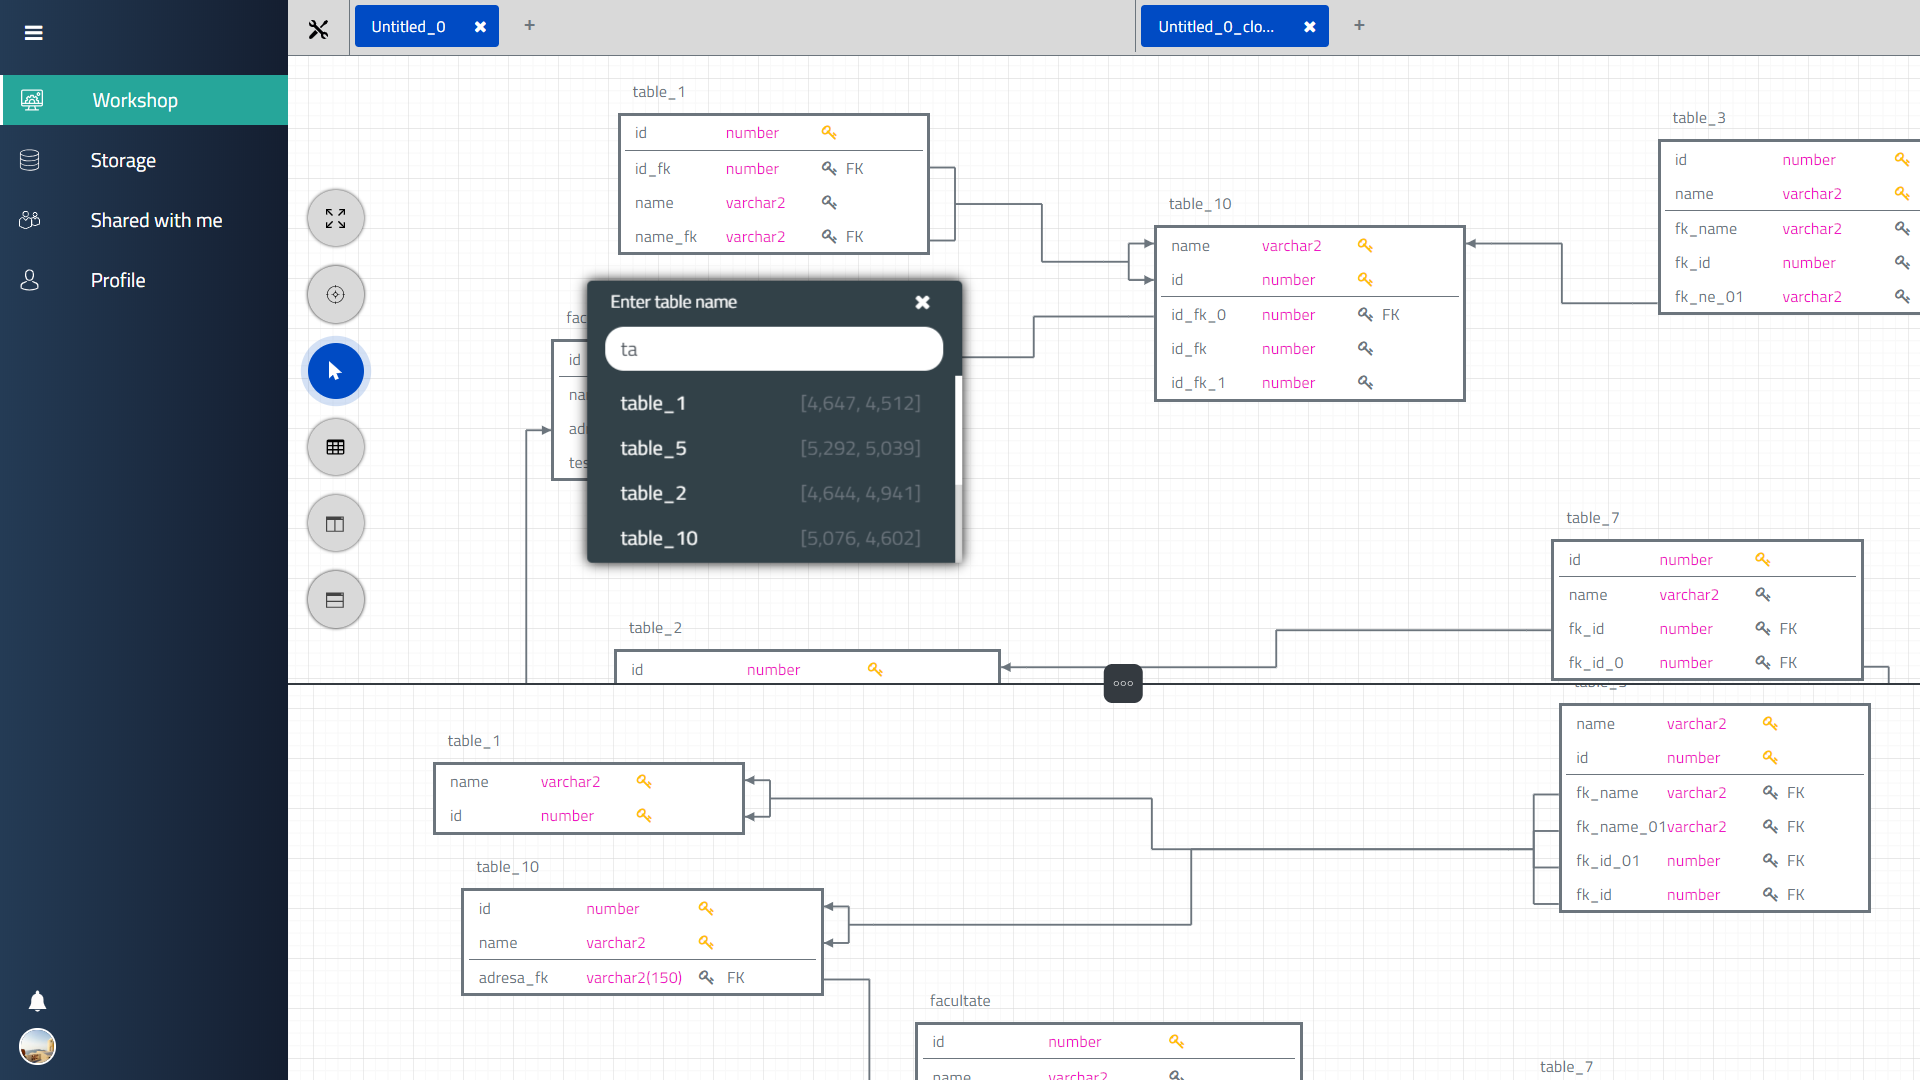 Untitled_0
+
Untitled_0_clo...
+
Workshop
Storage
Shared with me
Profile
table_1
id number
id_fk number FK
name varchar2
name_fk varchar2 FK
table_3
id number
name varchar2
fk_name varchar2
fk_id number
fk_ne_01 varchar2
table_10
name varchar2
id number
id_fk_0 number FK
id_fk number
id_fk_1 number
fac
id
na
ad
tes
Enter table name
ta
table_1 [4,647, 4,512]
table_5 [5,292, 5,039]
table_2 [4,644, 4,941]
table_10 [5,076, 4,602]
table_7
id number
name varchar2
fk_id number FK
fk_id_0 number FK
table_2
id number
name varchar2
id number
fk_name varchar2 FK
fk_name_01 varchar2 FK
fk_id_01 number FK
fk_id number FK
table_1
name varchar2
id number
table_10
id number
name varchar2
adresa_fk varchar2(150) FK
facultate
id number
name varchar2
table_7